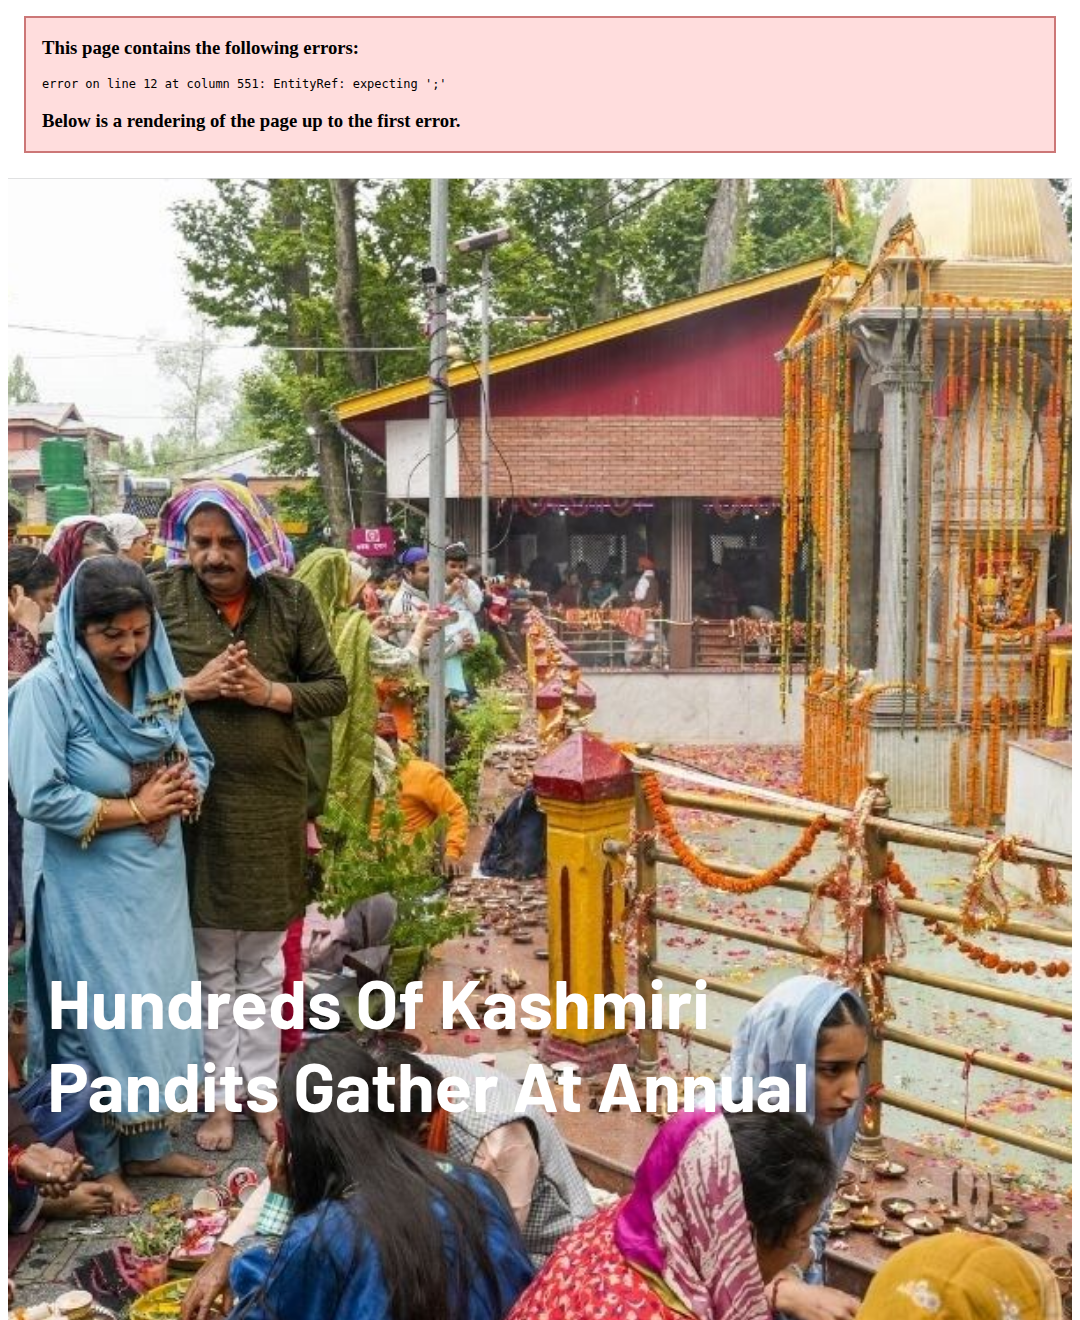 This page contains the following errors:
error on line 12 at column 551: EntityRef: expecting ';'
Below is a rendering of the page up to the first error.
Hundreds Of Kashmiri
Pandits Gather At Annual